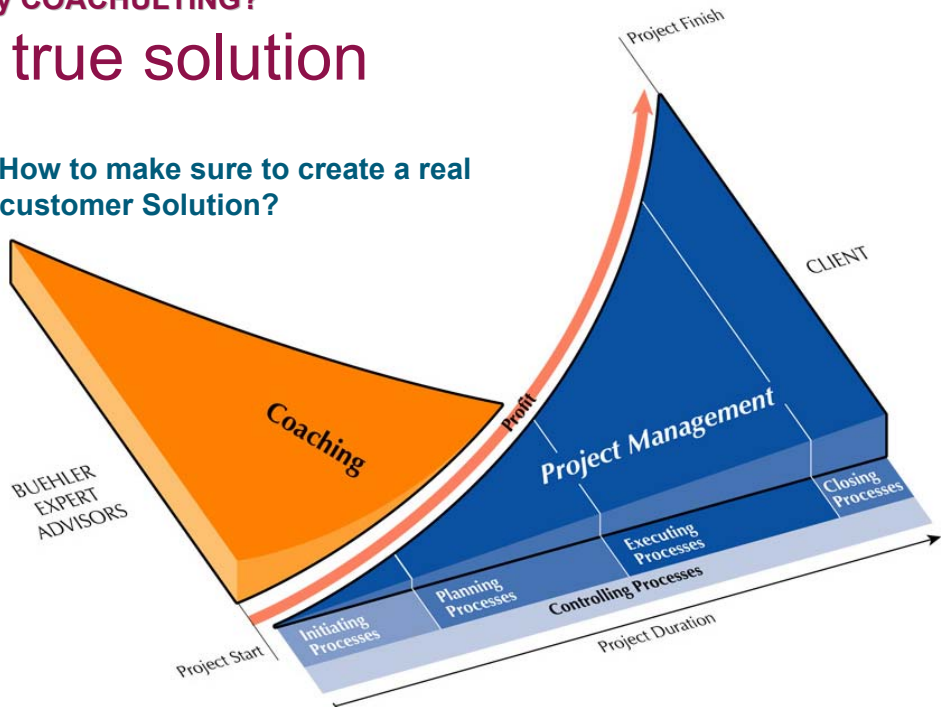 y COACHULTING?
true solution
How to make sure to create a real
customer Solution?
Project Finish
CLIENT
Coaching
Profit
Project Management
BUEHLER
EXPERT
ADVISORS
Closing
Processes
Executing
Processes
Planning
Processes
Initiating
Processes
Controlling Processes
Project Start
Project Duration